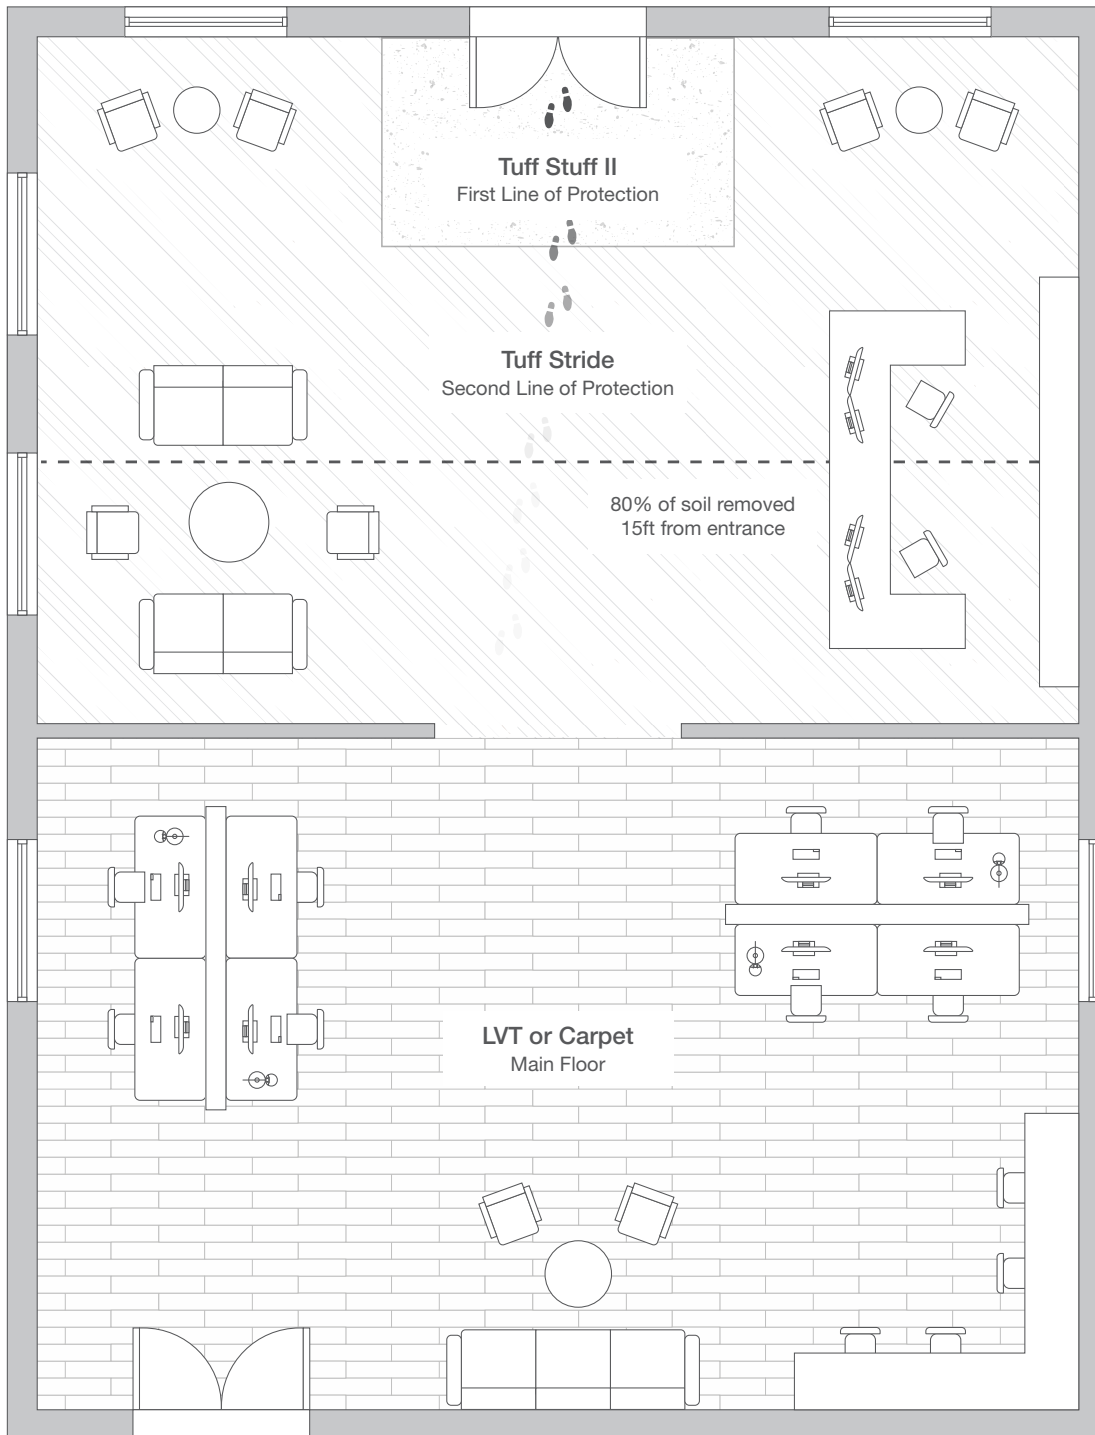 Tuff Stuff II
First Line of Protection
Tuff Stride
Second Line of Protection
80% of soil removed
15ft from entrance
LVT or Carpet
Main Floor